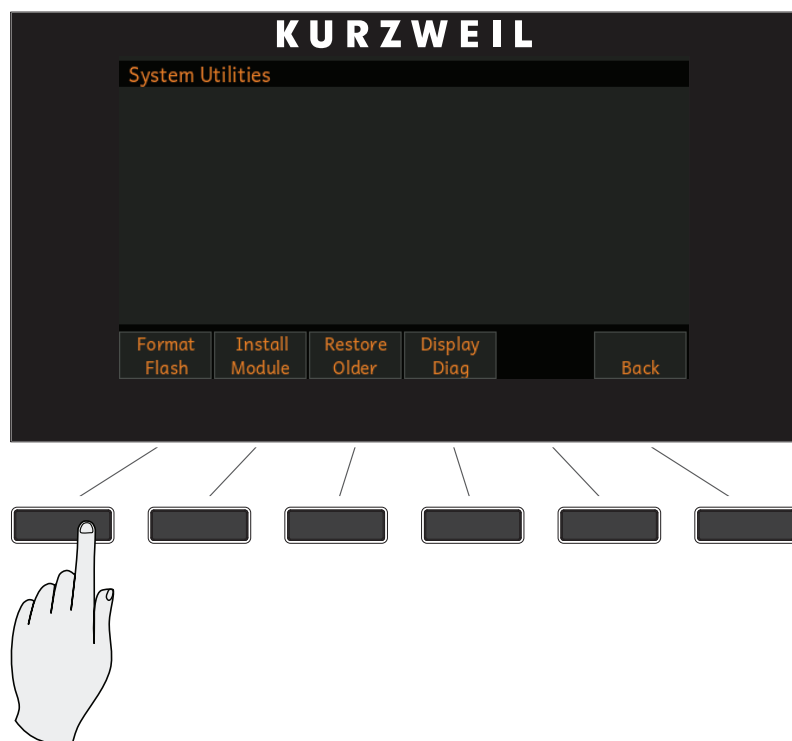 KURZWEIL
System Utilities
Format Install Restore Display
Flash Module Older Diag Back